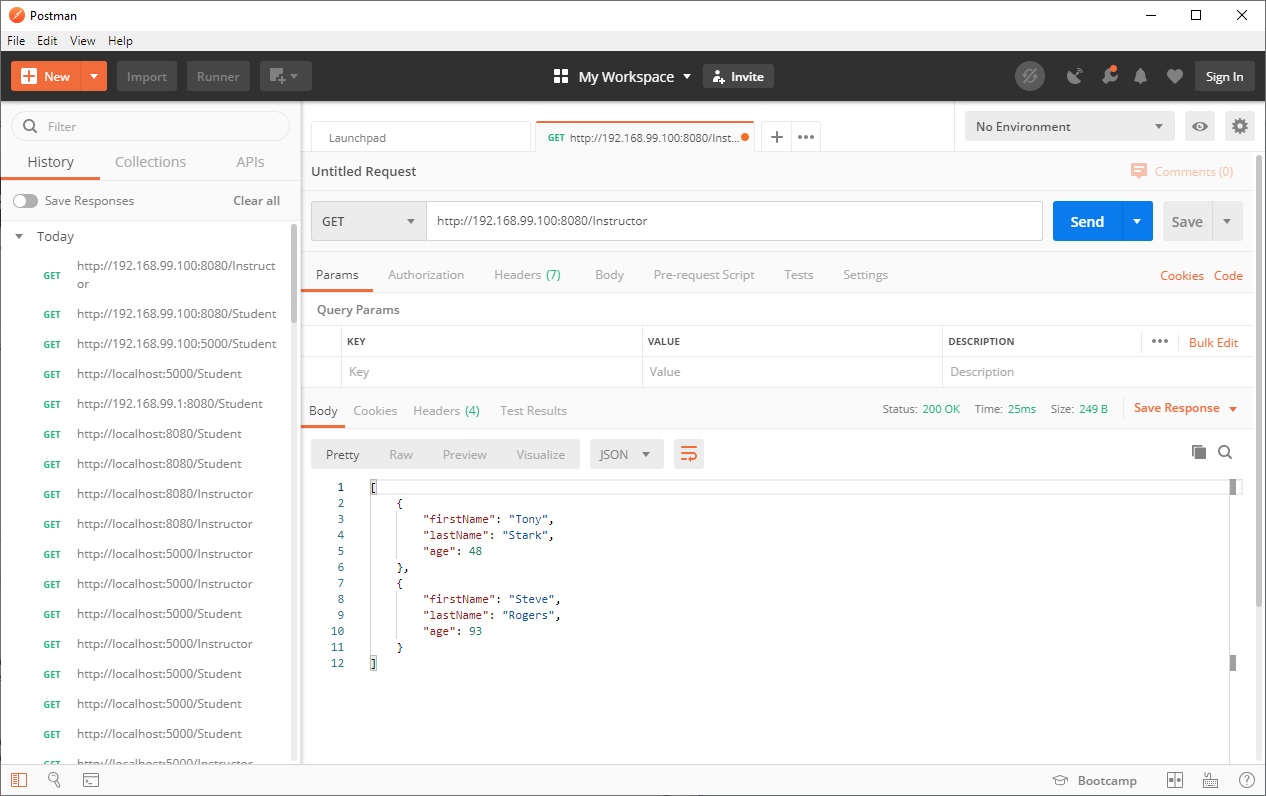 Postman
File Edit View Help
New Import Runner My Workspace Invite Sign In
Filter
History Collections APIs
Save Responses Clear all
Today
GET http://192.168.99.100:8080/Instruct
or
GET http://192.168.99.100:8080/Student
GET http://192.168.99.100:5000/Student
GET http://localhost:5000/Student
GET http://192.168.99.1:8080/Student
GET http://localhost:8080/Student
GET http://localhost:8080/Student
GET http://localhost:8080/Instructor
GET http://localhost:8080/Instructor
GET http://localhost:5000/Instructor
GET http://localhost:5000/Instructor
GET http://localhost:5000/Student
GET http://localhost:5000/Instructor
GET http://localhost:5000/Student
GET http://localhost:5000/Student
GET http://localhost:5000/Student
GET http://localhost:5000/Instructor
Launchpad GET http://192.168.99.100:8080/Inst... No Environment
Untitled Request Comments (0)
GET http://192.168.99.100:8080/Instructor Send Save
Params Authorization Headers (7) Body Pre-request Script Tests Settings Cookies Code
Query Params
KEY VALUE DESCRIPTION Bulk Edit
Key Value Description
Body Cookies Headers (4) Test Results Status: 200 OK Time: 25ms Size: 249 B Save Response
Pretty Raw Preview Visualize JSON
1 [
2 {
3 "firstName": "Tony",
4 "lastName": "Stark",
5 "age": 48
6 },
7 {
8 "firstName": "Steve",
9 "lastName": "Rogers",
10 "age": 93
11 }
12 ]
Bootcamp